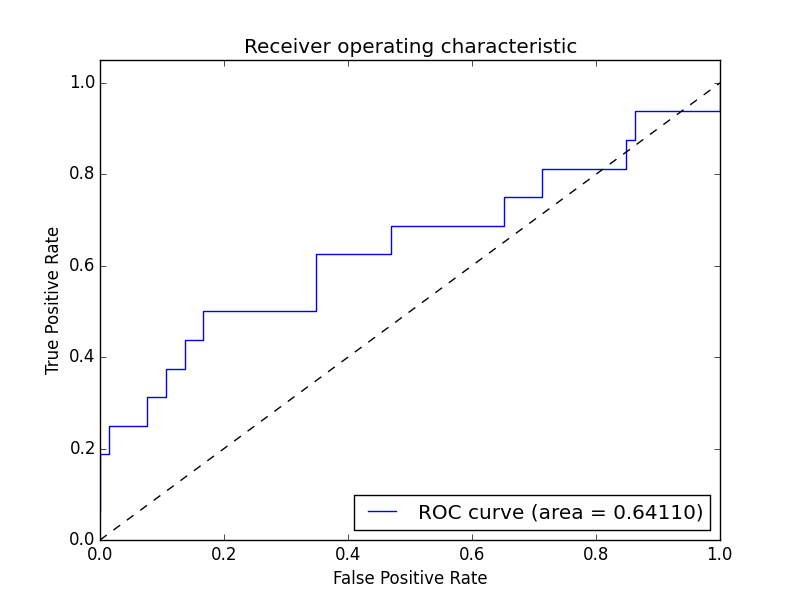 Receiver operating characteristic
1.0
0.8
0.6
0.4
0.2
0.0
True Positive Rate
ROC curve (area = 0.64110)
0.0 0.2 0.4 0.6 0.8 1.0
False Positive Rate